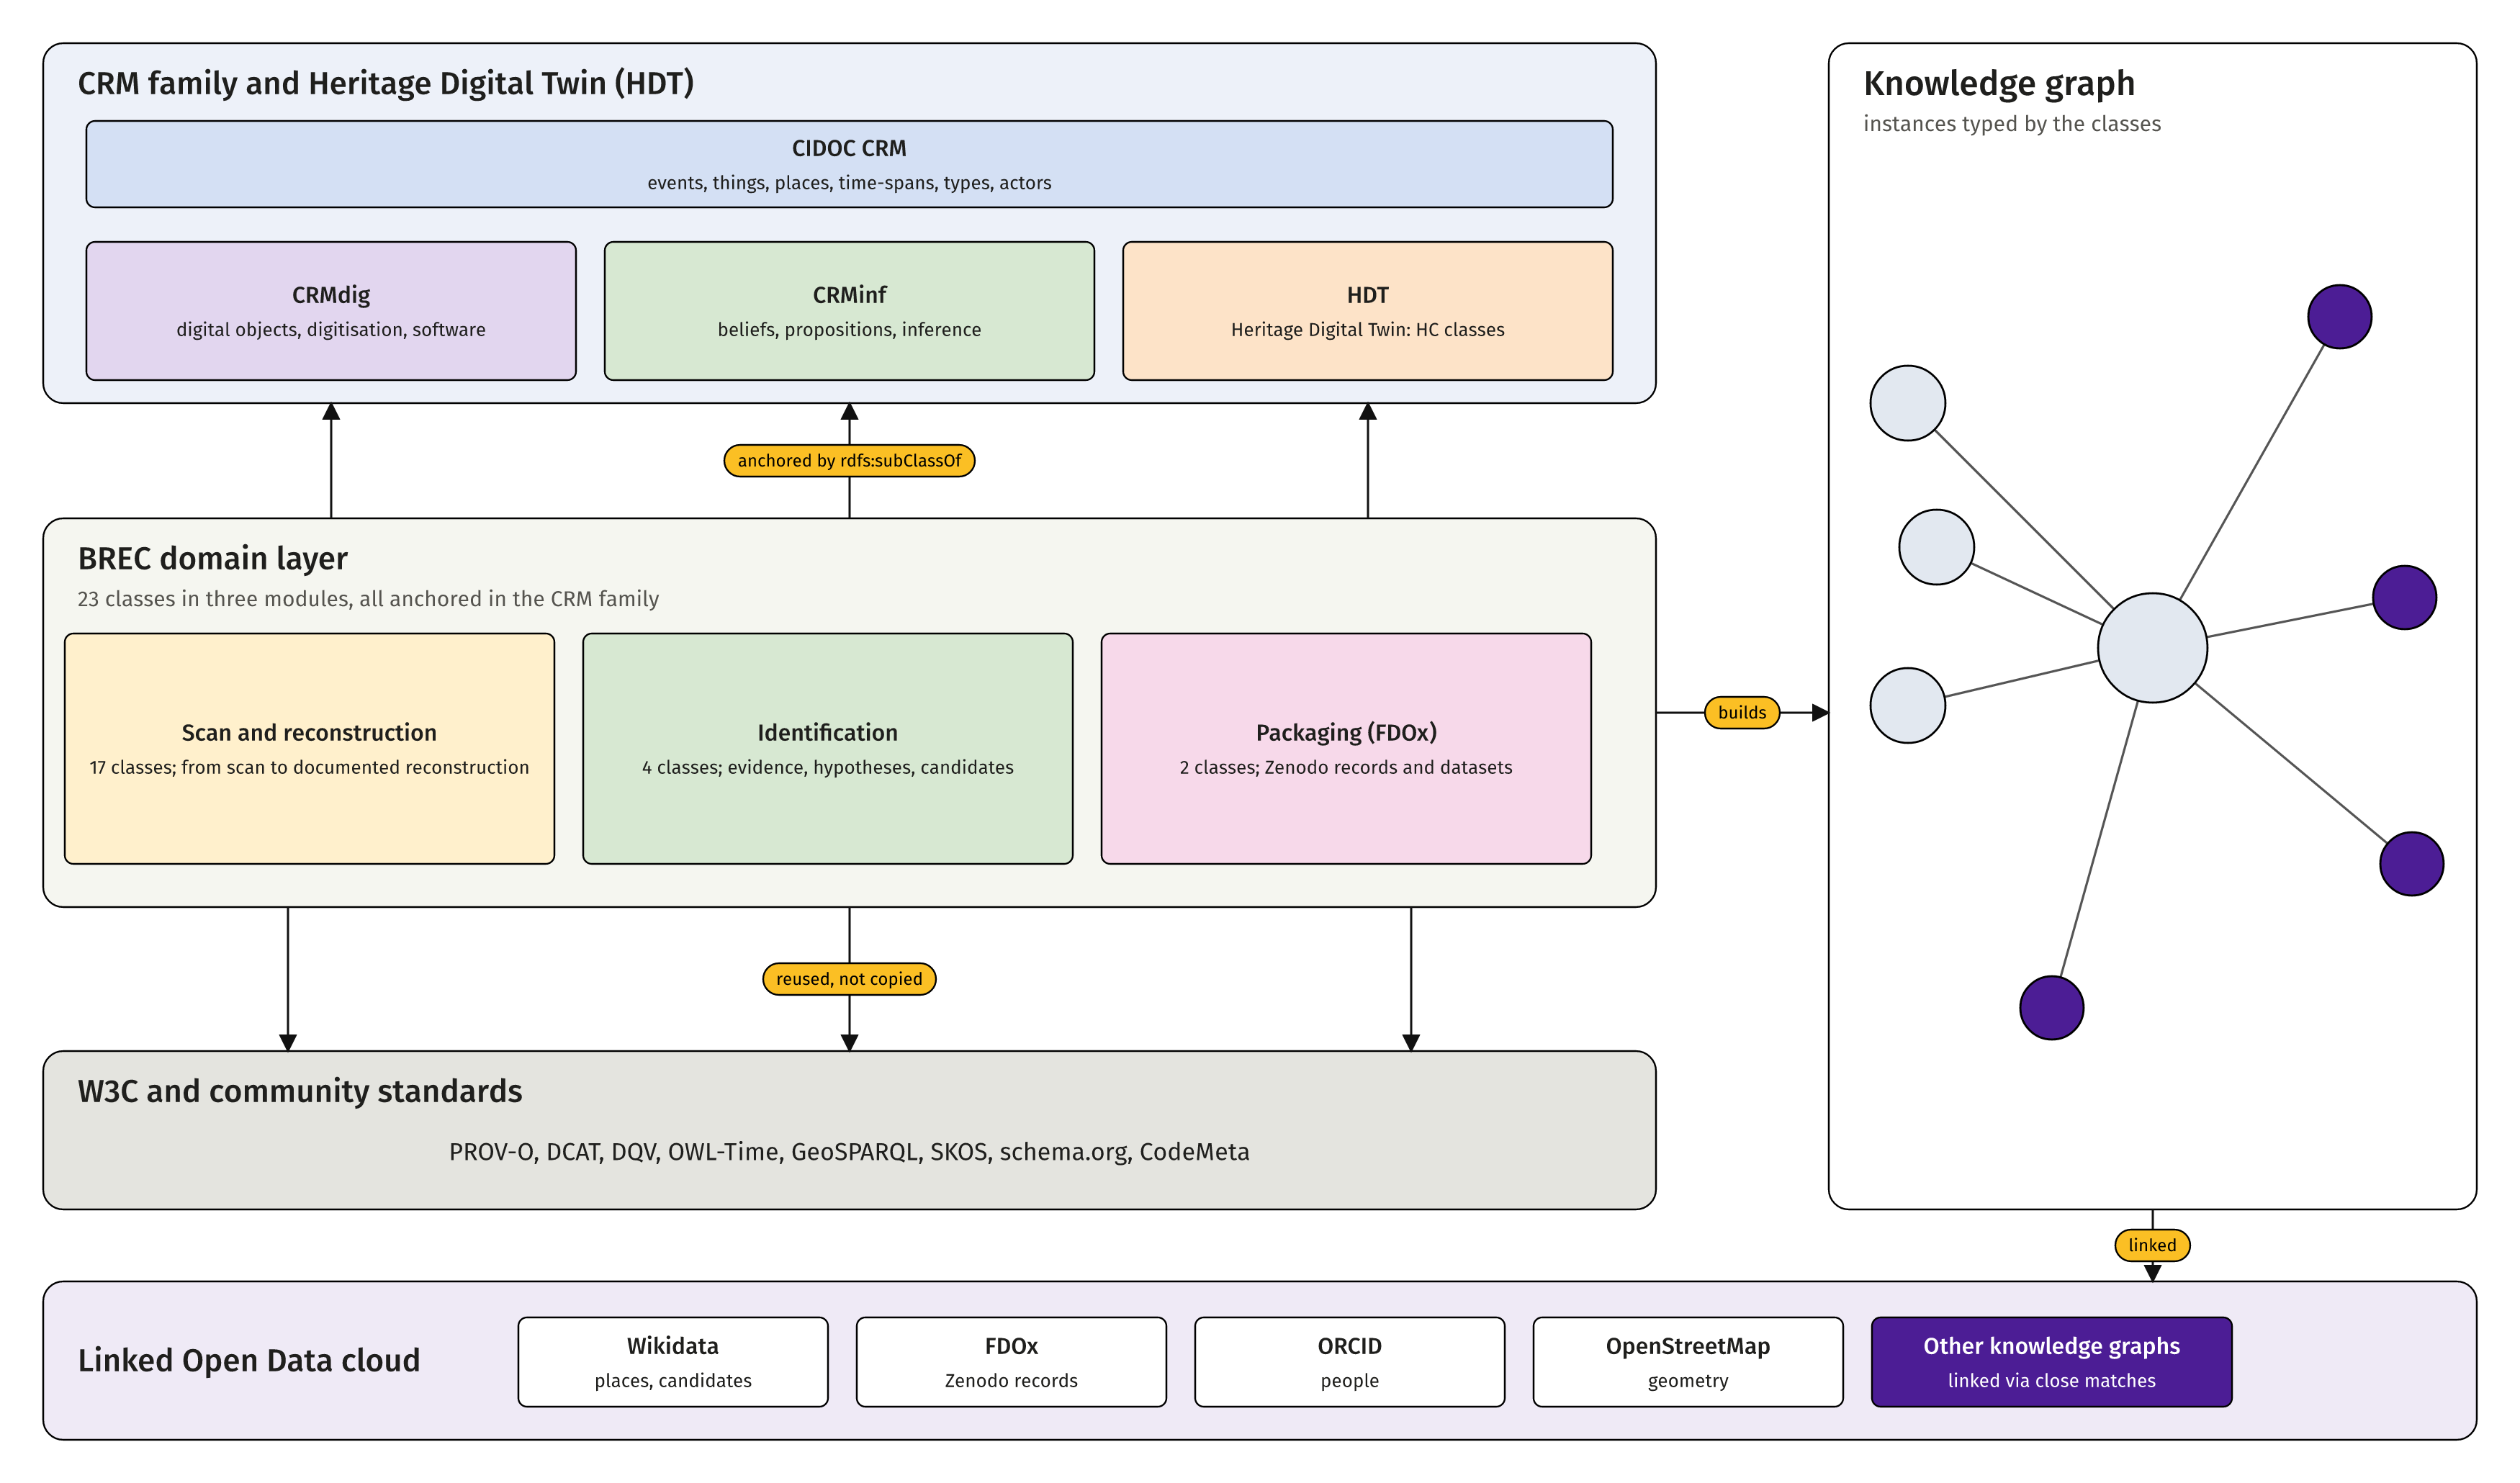 CRM family and Heritage Digital Twin (HDT)
CIDOC CRM
events, things, places, time-spans, types, actors
CRMdig
digital objects, digitisation, software
CRMinf
beliefs, propositions, inference
HDT
Heritage Digital Twin: HC classes
anchored by rdfs:subClassOf
BREC domain layer
23 classes in three modules, all anchored in the CRM family
Scan and reconstruction
17 classes; from scan to documented reconstruction
Identification
4 classes; evidence, hypotheses, candidates
Packaging (FDOx)
2 classes; Zenodo records and datasets
reused, not copied
W3C and community standards
PROV-O, DCAT, DQV, OWL-Time, GeoSPARQL, SKOS, schema.org, CodeMeta
builds
Knowledge graph
instances typed by the classes
linked
Linked Open Data cloud
Wikidata
places, candidates
FDOx
Zenodo records
ORCID
people
OpenStreetMap
geometry
Other knowledge graphs
linked via close matches